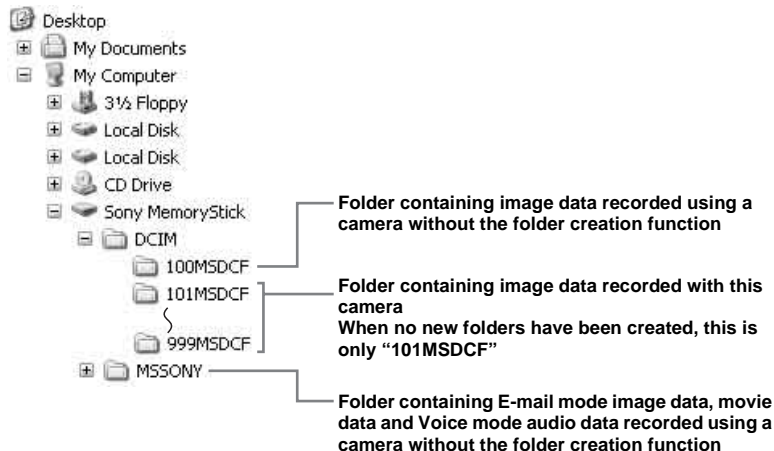 Desktop
My Documents
My Computer
3½ Floppy
Local Disk
Local Disk
CD Drive
Sony MemoryStick
DCIM
100MSDCF
101MSDCF
999MSDCF
MSSONY
Folder containing image data recorded using a
camera without the folder creation function
Folder containing image data recorded with this
camera
When no new folders have been created, this is
only “101MSDCF”
Folder containing E-mail mode image data, movie
data and Voice mode audio data recorded using a
camera without the folder creation function